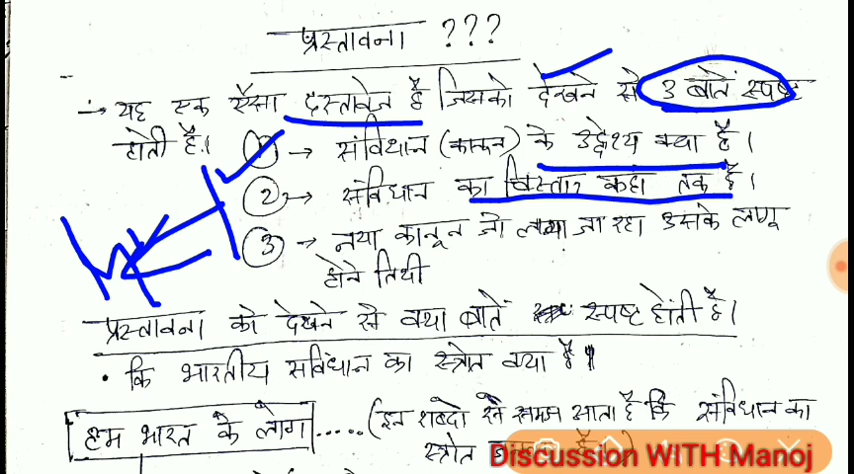 प्रस्तावना ???
→ यह एक ऐसा दस्तावेज है जिसको देखने से 3 बातें स्पष्ट
होती है। ① → संविधान (कानून) के उद्देश्य क्या है।
② → संविधान का विस्तार कहां तक है।
③ → नया कानून जो लाया जा रहा उसके लागू
होने तिथी
प्रस्तावना को देखने से क्या बातें स्पष्ट होती है।
• कि भारतीय संविधान का स्त्रोत क्या है
हम भारत के लोग ..... (इन शब्दो से समझ आता है कि संविधान का
स्त्रोत
Discussion WITH Manoj